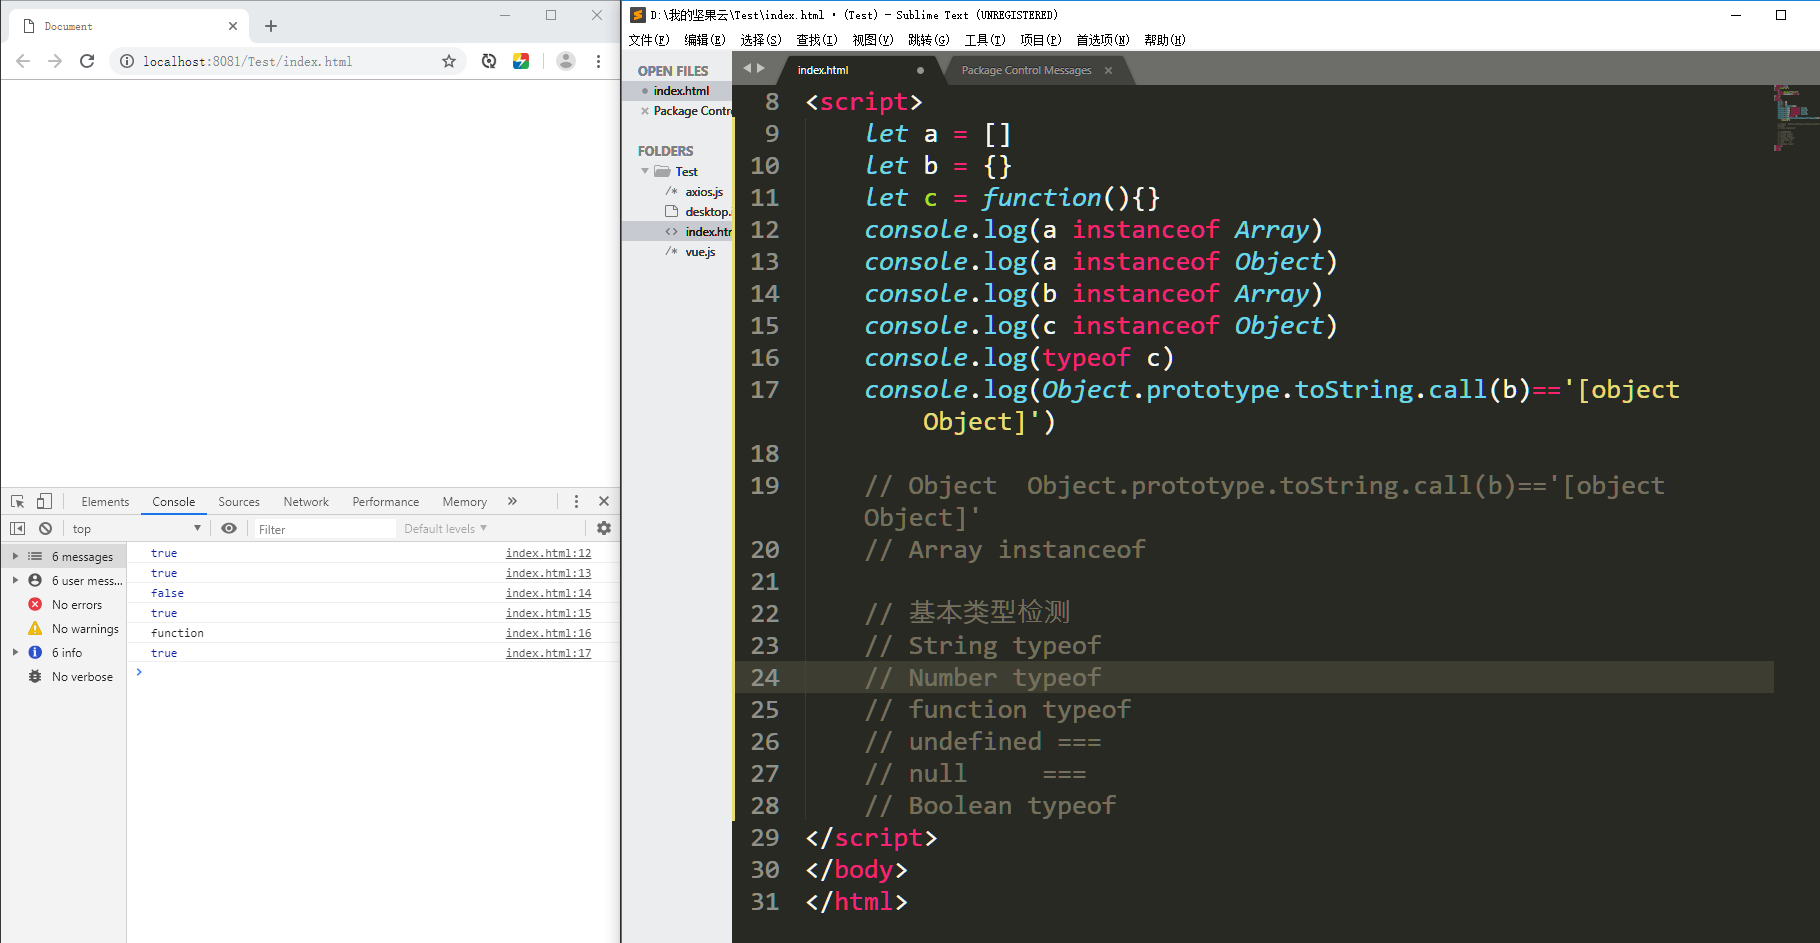 Document
localhost:8081/Test/index.html
Elements Console Sources Network Performance Memory
top Filter Default levels
6 messages
6 user mess...
No errors
No warnings
6 info
No verbose
true index.html:12
true index.html:13
false index.html:14
true index.html:15
function index.html:16
true index.html:17
D:\我的坚果云\Test\index.html • (Test) - Sublime Text (UNREGISTERED)
文件(F) 编辑(E) 选择(S) 查找(I) 视图(V) 跳转(G) 工具(T) 项目(P) 首选项(N) 帮助(H)
OPEN FILES
index.html
Package Contr
FOLDERS
Test
/* axios.js
desktop.
<> index.htm
/* vue.js
index.html Package Control Messages
8 <script>
9 let a = []
10 let b = {}
11 let c = function(){}
12 console.log(a instanceof Array)
13 console.log(a instanceof Object)
14 console.log(b instanceof Array)
15 console.log(c instanceof Object)
16 console.log(typeof c)
17 console.log(Object.prototype.toString.call(b)=='[object
Object]')
18
19 // Object  Object.prototype.toString.call(b)=='[object
Object]'
20 // Array instanceof
21
22 // 基本类型检测
23 // String typeof
24 // Number typeof
25 // function typeof
26 // undefined ===
27 // null     ===
28 // Boolean typeof
29 </script>
30 </body>
31 </html>